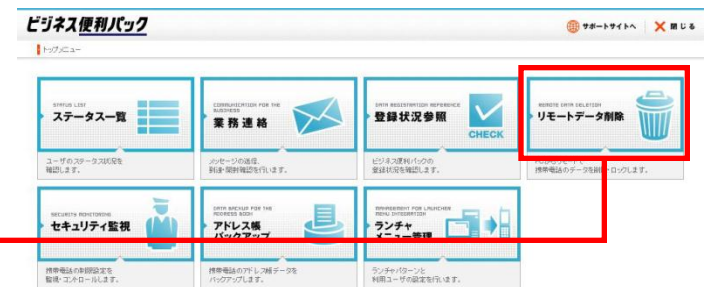 ビジネス便利パック
サポートサイトへ
閉じる
トップメニュー
STATUS LIST
ステータス一覧
ユーザのステータス状況を
確認します。
COMMUNICATION FOR THE
BUSINESS
業務連絡
メッセージの送信、
到達・開封確認を行います。
DATA REGISTRATION REFERENCE
登録状況参照
CHECK
ビジネス便利パックの
登録状況を確認します。
REMOTE DATA DELETION
リモートデータ削除
携帯電話のデータを削除・ロックします。
SECURITY MONITORING
セキュリティ監視
携帯電話の制限設定を
監視・コントロールします。
DATA BACKUP FOR THE
ADDRESS BOOK
アドレス帳
バックアップ
携帯電話のアドレス帳データを
バックアップします。
MANAGEMENT FOR LAUNCHER
MENU INTEGRATION
ランチャ
メニュー管理
ランチャパターンと
利用ユーザの設定を行います。